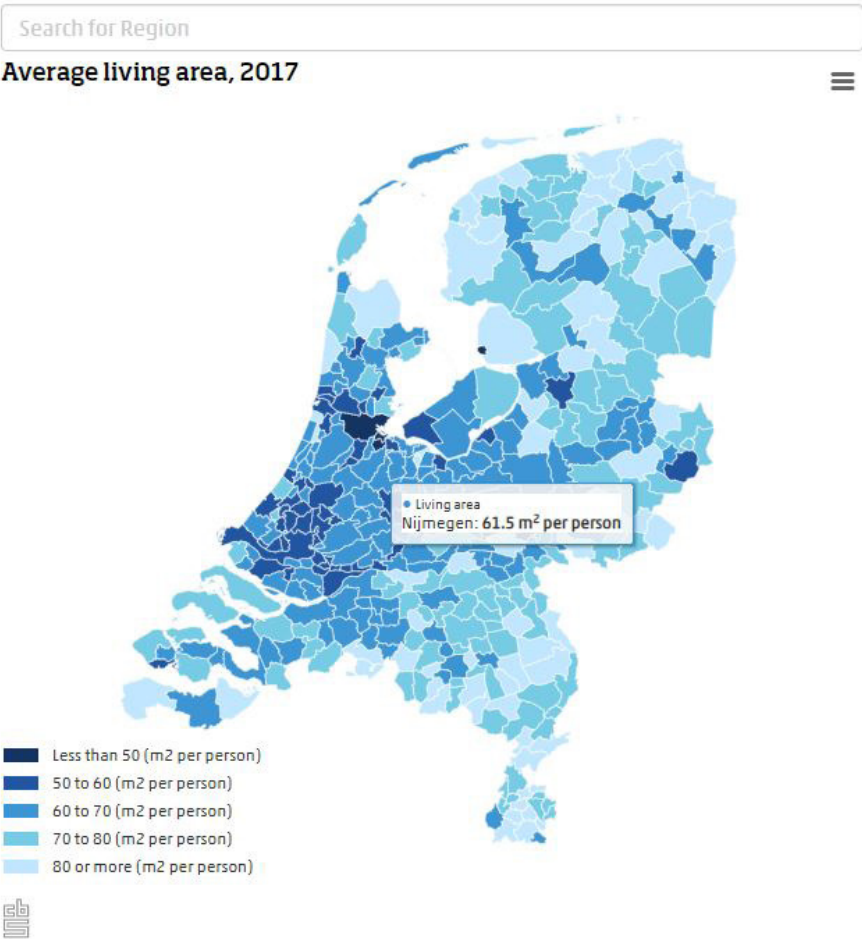 Search for Region
Average living area, 2017
Living area
Nijmegen: 61.5 m² per person
Less than 50 (m2 per person)
50 to 60 (m2 per person)
60 to 70 (m2 per person)
70 to 80 (m2 per person)
80 or more (m2 per person)
cbs